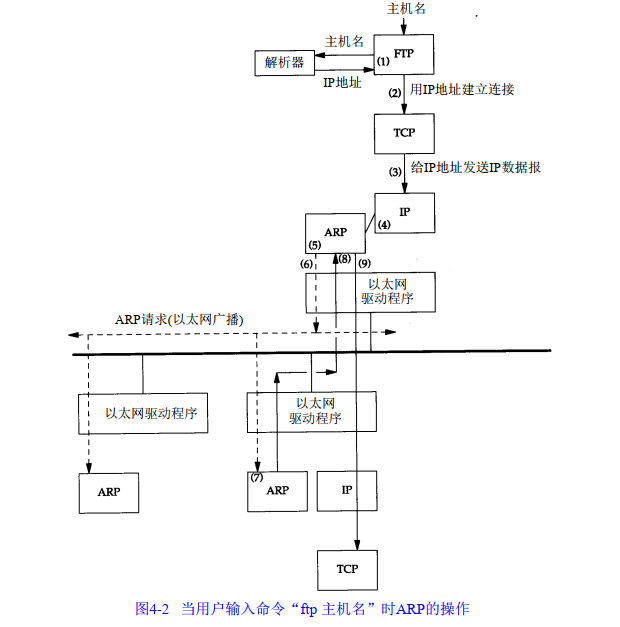 主机名
主机名
FTP
(1)
解析器
IP地址
(2)
用IP地址建立连接
TCP
(3)
给IP地址发送IP数据报
IP
(4)
ARP
(5)
(6)
(8)
(9)
以太网
驱动程序
ARP请求(以太网广播)
以太网驱动程序
以太网
驱动程序
ARP
(7)
ARP
IP
TCP
图4-2 当用户输入命令“ftp 主机名”时ARP的操作